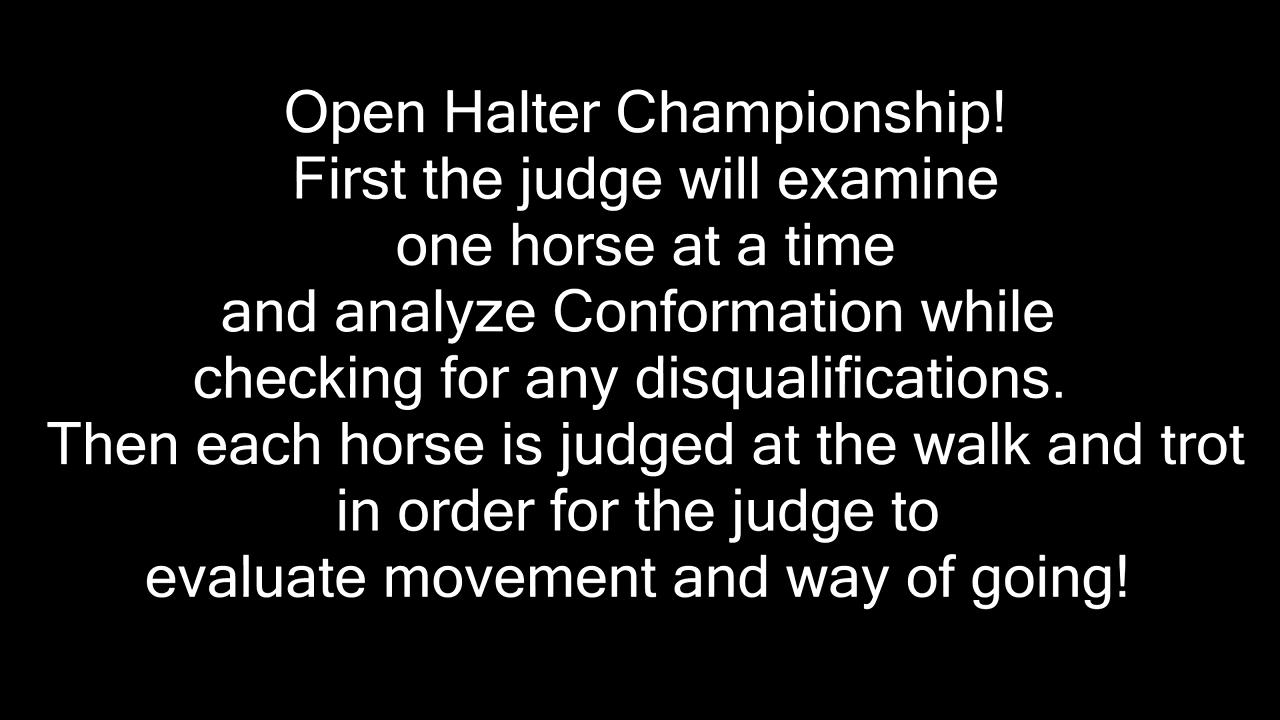 Open Halter Championship!
First the judge will examine
one horse at a time
and analyze Conformation while
checking for any disqualifications.
Then each horse is judged at the walk and trot
in order for the judge to
evaluate movement and way of going!